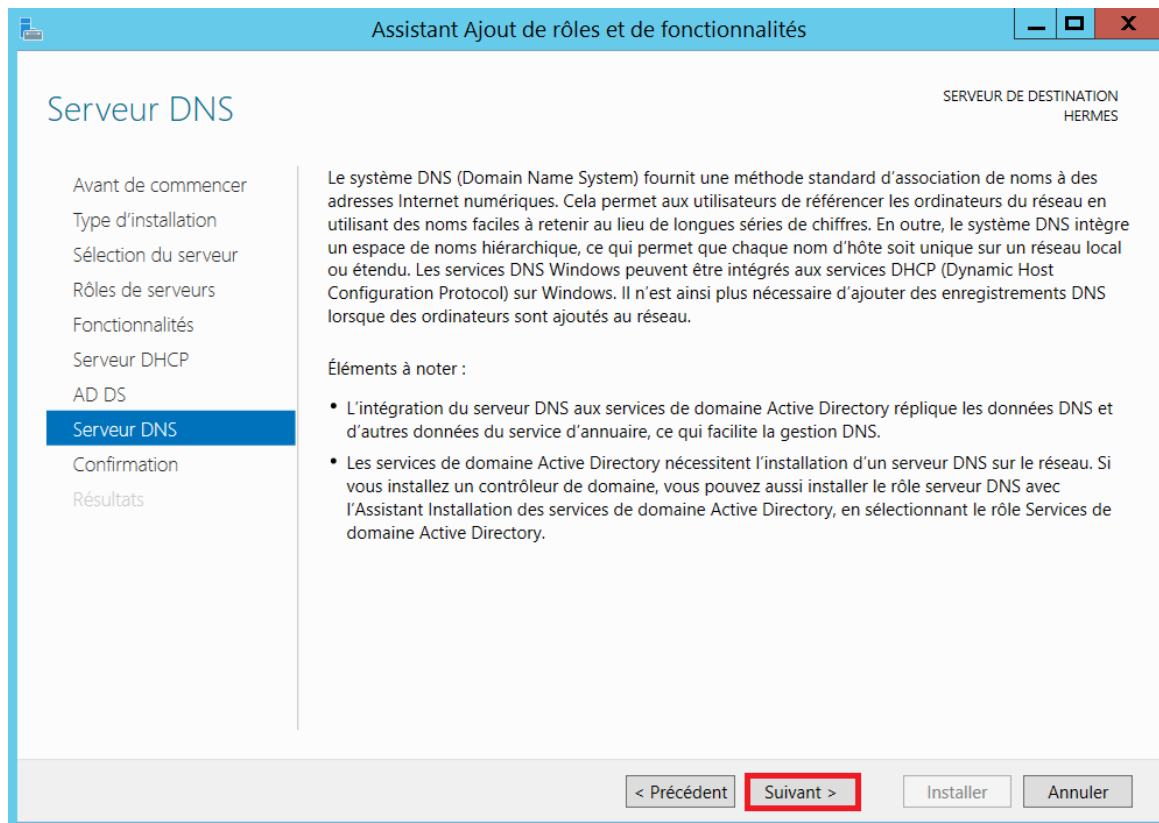 Assistant Ajout de rôles et de fonctionnalités
Serveur DNS
SERVEUR DE DESTINATION
HERMES
Avant de commencer
Type d'installation
Sélection du serveur
Rôles de serveurs
Fonctionnalités
Serveur DHCP
AD DS
Serveur DNS
Confirmation
Résultats
Le système DNS (Domain Name System) fournit une méthode standard d'association de noms à des
adresses Internet numériques. Cela permet aux utilisateurs de référencer les ordinateurs du réseau en
utilisant des noms faciles à retenir au lieu de longues séries de chiffres. En outre, le système DNS intègre
un espace de noms hiérarchique, ce qui permet que chaque nom d'hôte soit unique sur un réseau local
ou étendu. Les services DNS Windows peuvent être intégrés aux services DHCP (Dynamic Host
Configuration Protocol) sur Windows. Il n'est ainsi plus nécessaire d'ajouter des enregistrements DNS
lorsque des ordinateurs sont ajoutés au réseau.
Éléments à noter :
• L'intégration du serveur DNS aux services de domaine Active Directory réplique les données DNS et
d'autres données du service d'annuaire, ce qui facilite la gestion DNS.
• Les services de domaine Active Directory nécessitent l'installation d'un serveur DNS sur le réseau. Si
vous installez un contrôleur de domaine, vous pouvez aussi installer le rôle serveur DNS avec
l'Assistant Installation des services de domaine Active Directory, en sélectionnant le rôle Services de
domaine Active Directory.
< Précédent
Suivant >
Installer
Annuler